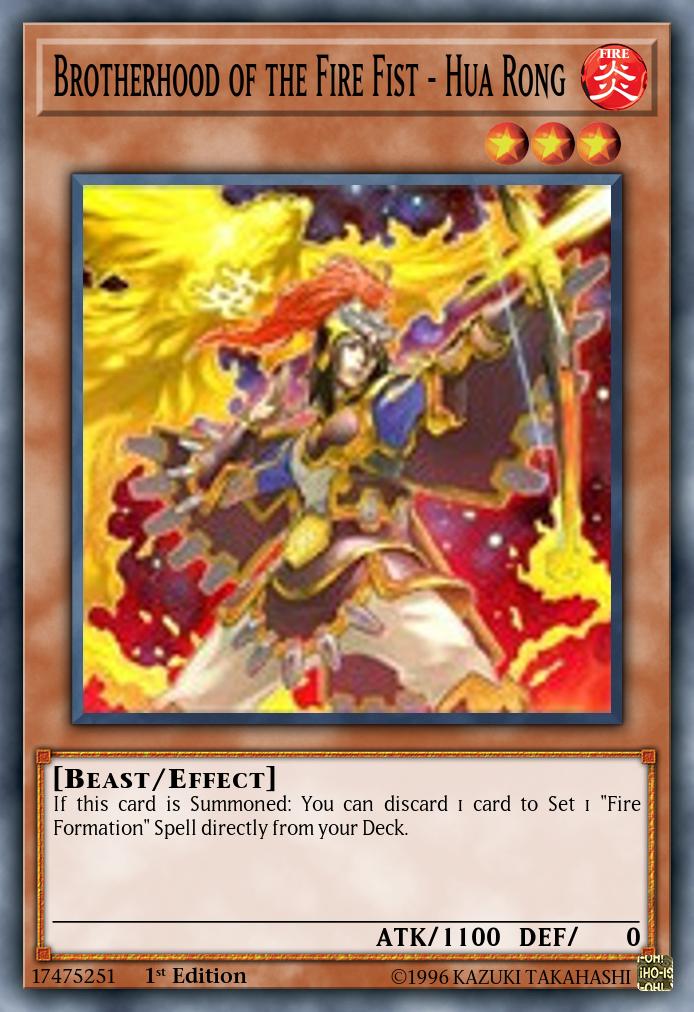 Brotherhood of the Fire Fist - Hua Rong
FIRE
炎
[Beast/Effect]
If this card is Summoned: You can discard 1 card to Set 1 "Fire
Formation" Spell directly from your Deck.
ATK/1100 DEF/ 0
17475251 1st Edition ©1996 KAZUKI TAKAHASHI